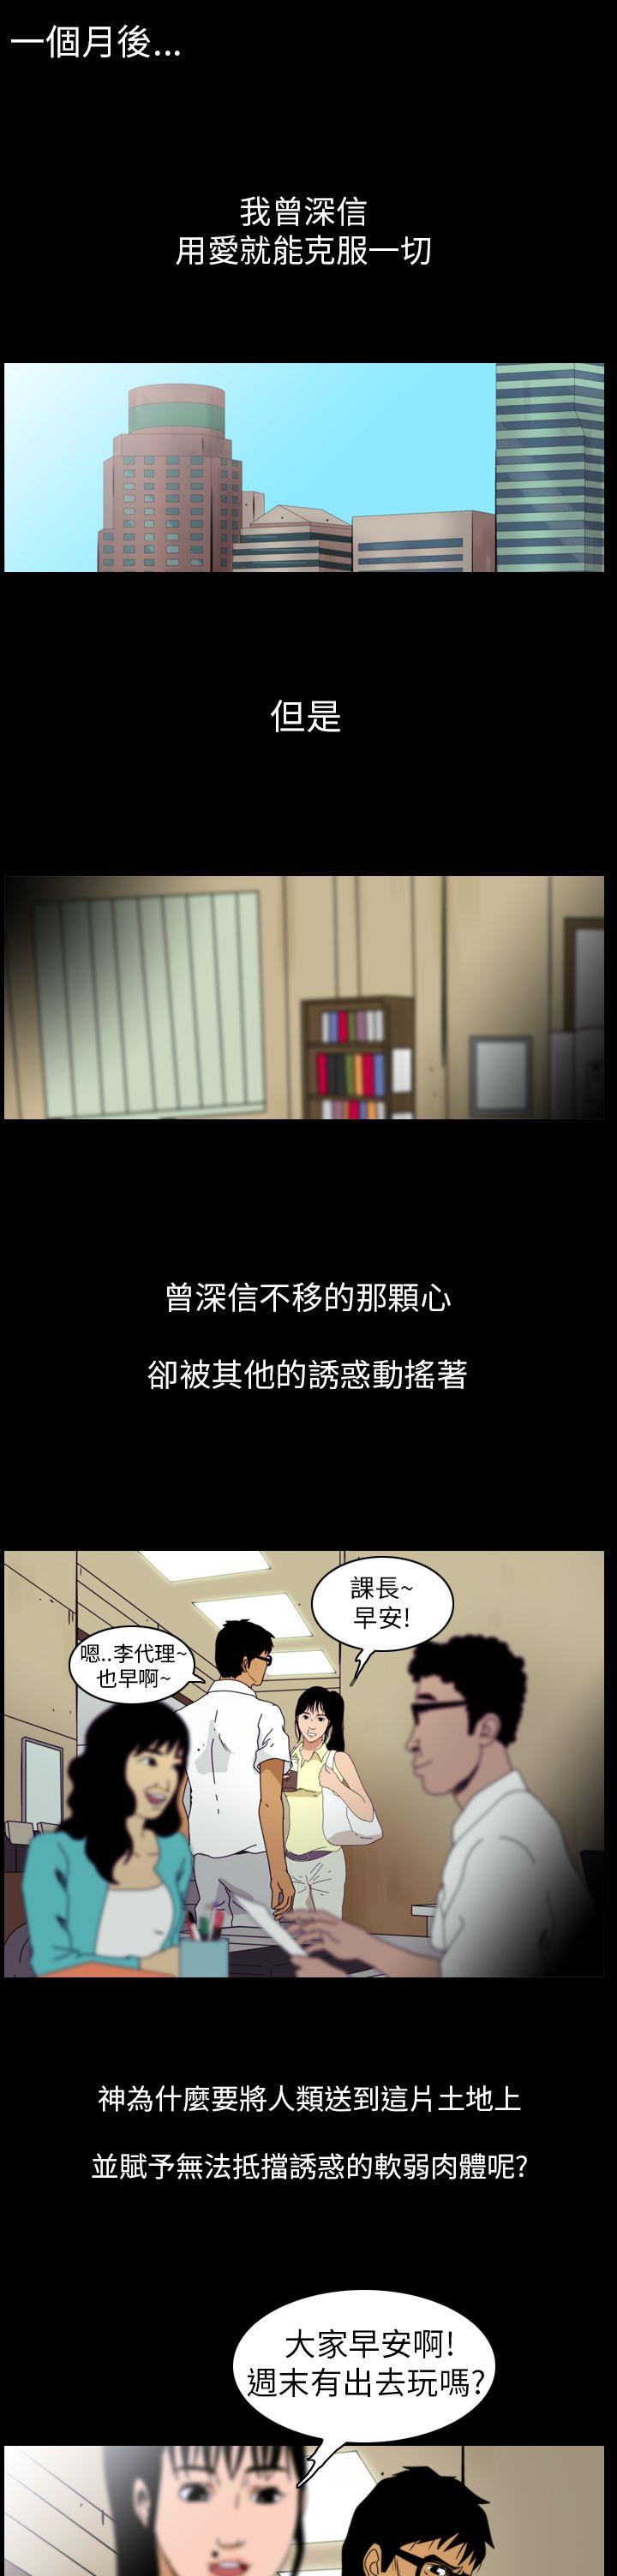 一個月後...
我曾深信
用愛就能克服一切
但是
曾深信不移的那顆心
卻被其他的誘惑動搖著
課長~
早安!
嗯..李代理~
也早啊~
神為什麼要將人類送到這片土地上
並賦予無法抵擋誘惑的軟弱肉體呢?
大家早安啊!
週末有出去玩嗎?